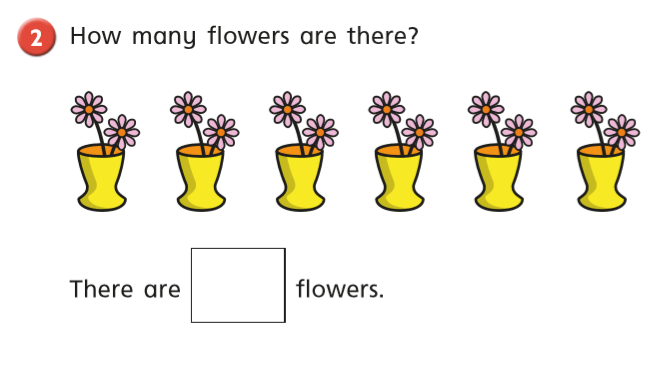 2 How many flowers are there?
There are flowers.